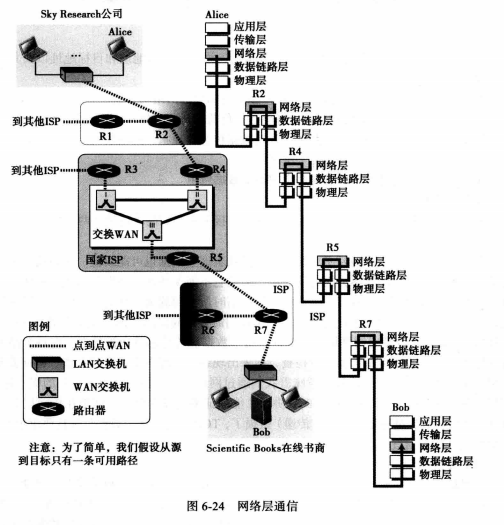 Sky Research公司
Alice
到其他ISP
R1
R2
到其他ISP
R3
R4
I
II
III
交换WAN
国家ISP
R5
ISP
到其他ISP
R6
R7
图例
点到点WAN
LAN交换机
WAN交换机
路由器
Bob
Scientific Books在线书商
注意：为了简单，我们假设从源
到目标只有一条可用路径
Alice
应用层
传输层
网络层
数据链路层
物理层
R2
网络层
数据链路层
物理层
R4
网络层
数据链路层
物理层
R5
网络层
数据链路层
物理层
ISP
R7
网络层
数据链路层
物理层
Bob
应用层
传输层
网络层
数据链路层
物理层
图 6-24 网络层通信